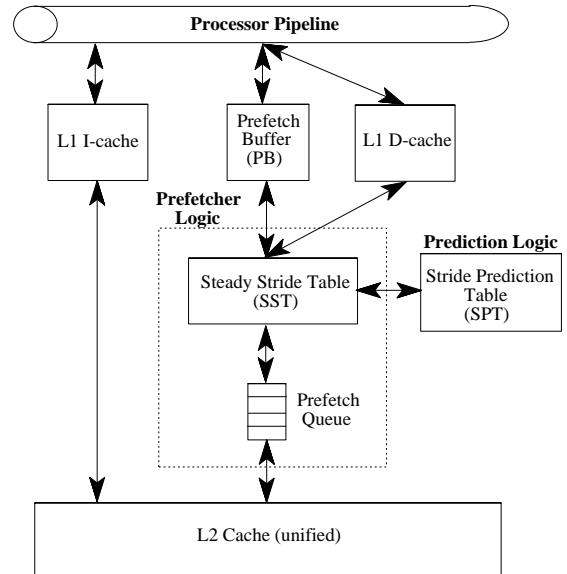 Processor Pipeline
L1 I-cache
Prefetch
Buffer
(PB)
L1 D-cache
Prefetcher
Logic
Prediction Logic
Steady Stride Table
(SST)
Stride Prediction
Table
(SPT)
Prefetch
Queue
L2 Cache (unified)